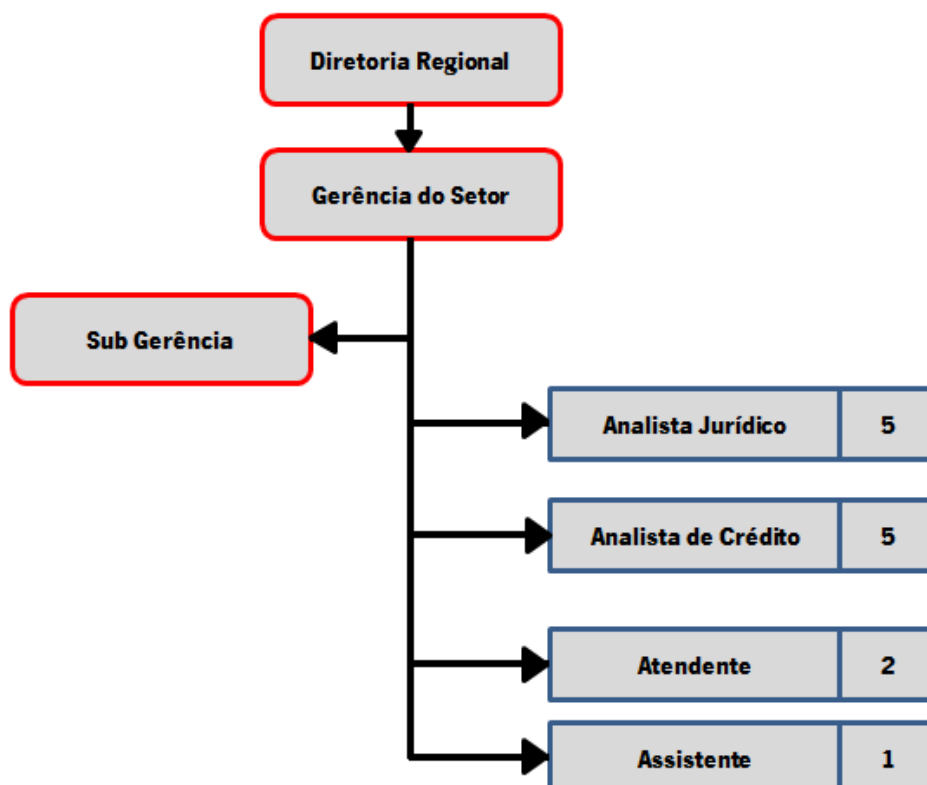 Diretoria Regional
Gerência do Setor
Sub Gerência
Analista Jurídico 5
Analista de Crédito 5
Atendente 2
Assistente 1